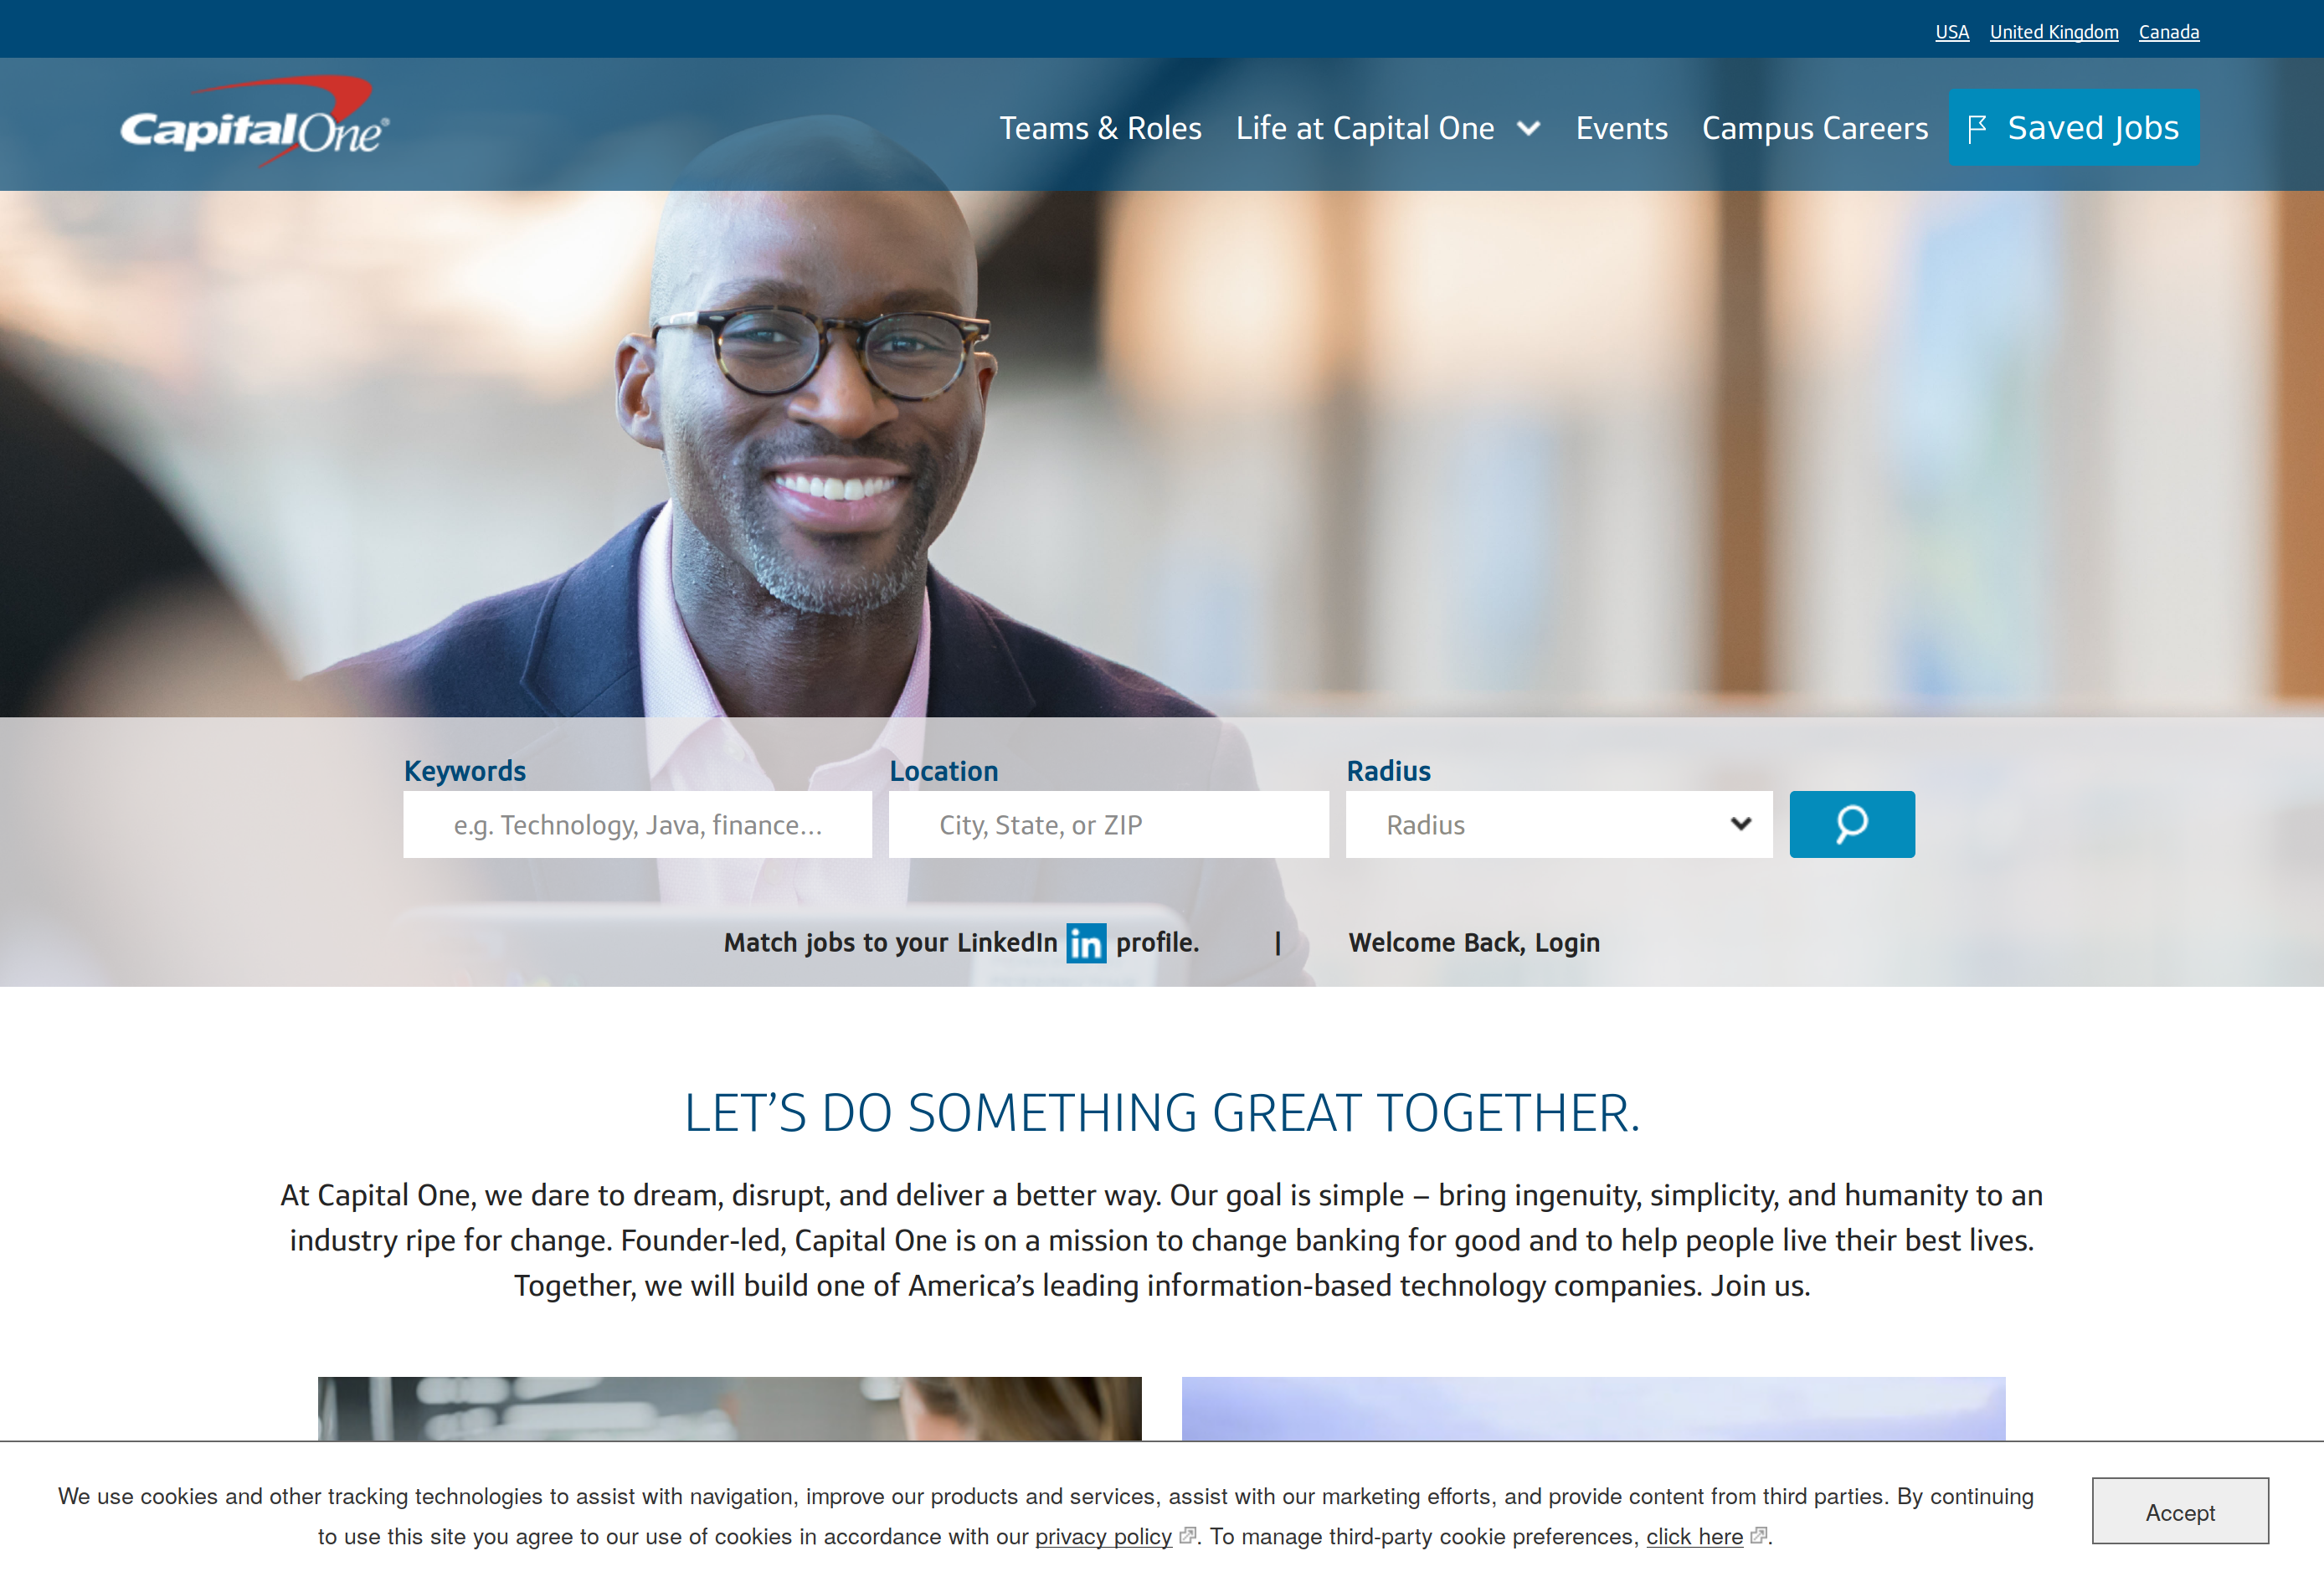 USA United Kingdom Canada
CapitalOne®
Teams & Roles Life at Capital One Events Campus Careers Saved Jobs
Keywords Location Radius
e.g. Technology, Java, finance... City, State, or ZIP Radius
Match jobs to your LinkedIn in profile. | Welcome Back, Login
LET’S DO SOMETHING GREAT TOGETHER.
At Capital One, we dare to dream, disrupt, and deliver a better way. Our goal is simple – bring ingenuity, simplicity, and humanity to an
industry ripe for change. Founder-led, Capital One is on a mission to change banking for good and to help people live their best lives.
Together, we will build one of America’s leading information-based technology companies. Join us.
We use cookies and other tracking technologies to assist with navigation, improve our products and services, assist with our marketing efforts, and provide content from third parties. By continuing
to use this site you agree to our use of cookies in accordance with our privacy policy. To manage third-party cookie preferences, click here.
Accept